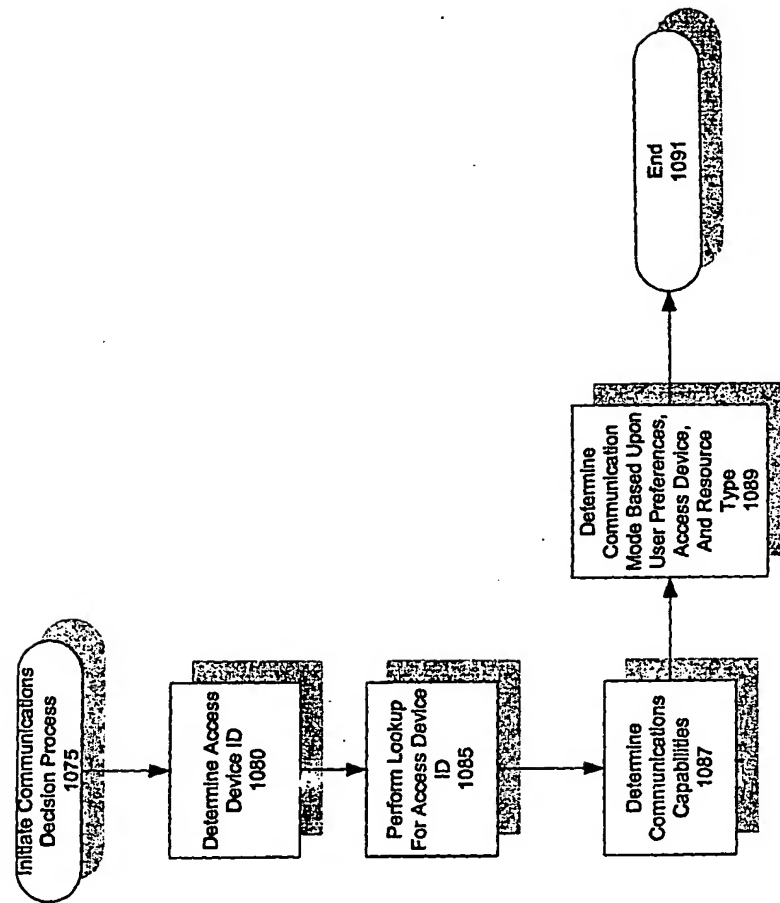 Initiate Communications
Decision Process
1075
Determine Access
Device ID
1080
Perform Lookup
For Access Device
ID
1085
Determine
Communications
Capabilities
1087
Determine
Communication
Mode Based Upon
User Preferences,
Access Device,
And Resource
Type
1089
End
1091